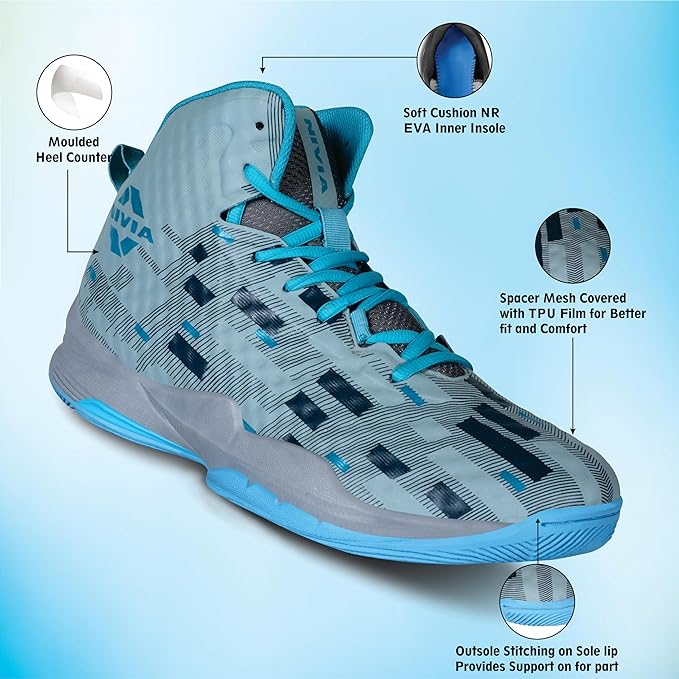 Soft Cushion NR
EVA Inner Insole
Moulded
Heel Counter
NIVIA
NIVIA
Spacer Mesh Covered
with TPU Film for Better
fit and Comfort
Outsole Stitching on Sole lip
Provides Support on for part